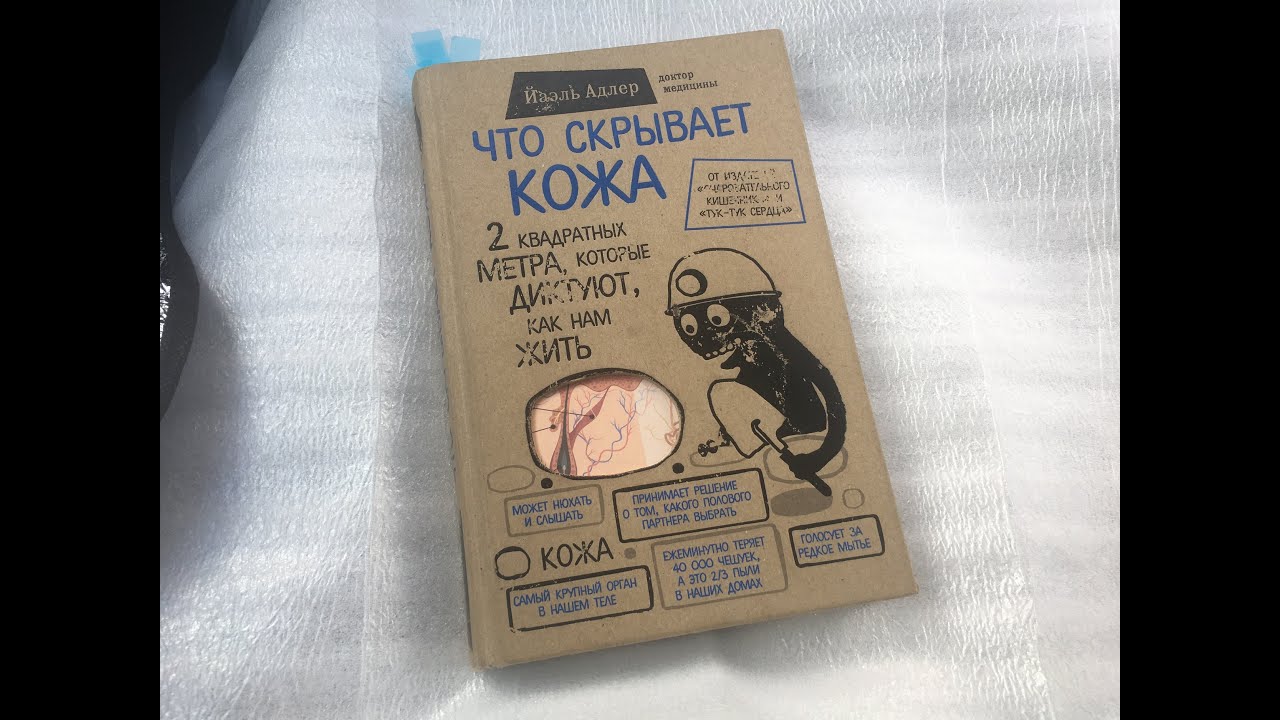 Йаэль Адлер
доктор
медицины
ЧТО СКРЫВАЕТ
КОЖА
ОТ ИЗДАТЕЛЯ
«ОЧАРОВАТЕЛЬНОГО
КИШЕЧНИКА» И
«ТУК-ТУК СЕРДЦА»
2 КВАДРАТНЫХ
МЕТРА, КОТОРЫЕ
ДИКТУЮТ,
КАК НАМ
ЖИТЬ
МОЖЕТ НЮХАТЬ
И СЛЫШАТЬ
ПРИНИМАЕТ РЕШЕНИЕ
О ТОМ, КАКОГО ПОЛОВОГО
ПАРТНЕРА ВЫБРАТЬ
КОЖА
ЕЖЕМИНУТНО ТЕРЯЕТ
40 000 ЧЕШУЕК,
А ЭТО 2/3 ПЫЛИ
В НАШИХ ДОМАХ
ГОЛОСУЕТ ЗА
РЕДКОЕ МЫТЬЕ
САМЫЙ КРУПНЫЙ ОРГАН
В НАШЕМ ТЕЛЕ